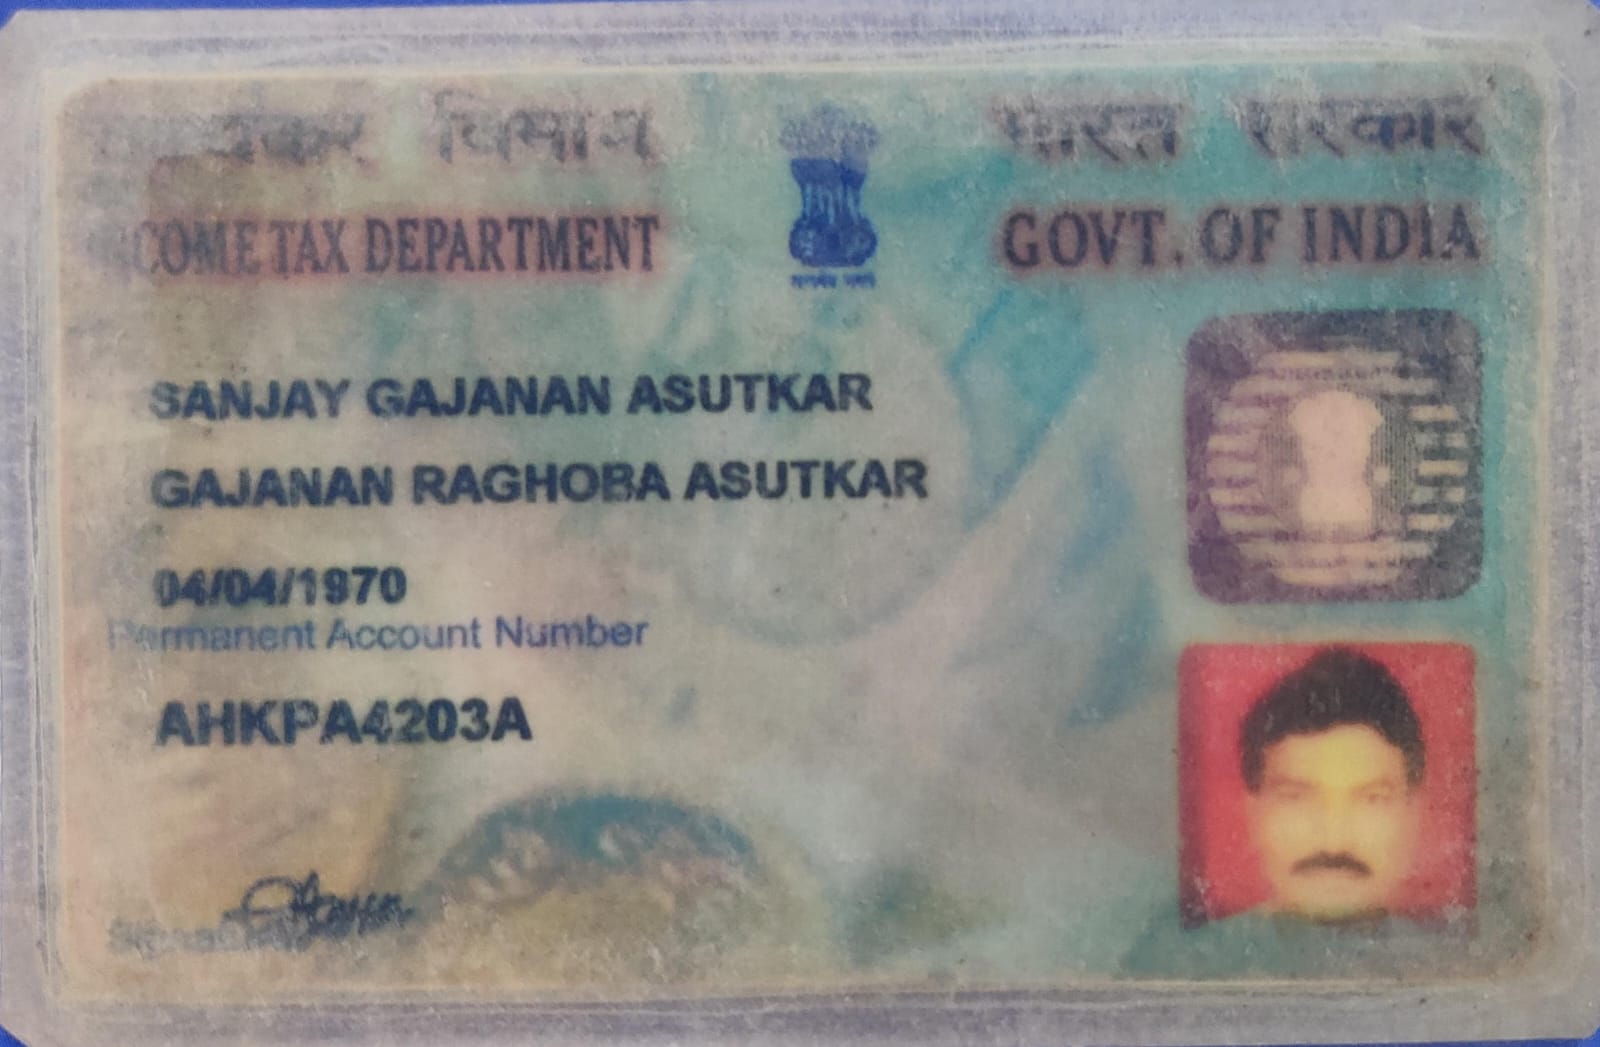 विभाग
भारत सरकार
COME TAX DEPARTMENT
GOVT. OF INDIA
SANJAY GAJANAN ASUTKAR
GAJANAN RAGHOBA ASUTKAR
04/04/1970
Permanent Account Number
AHKPA4203A